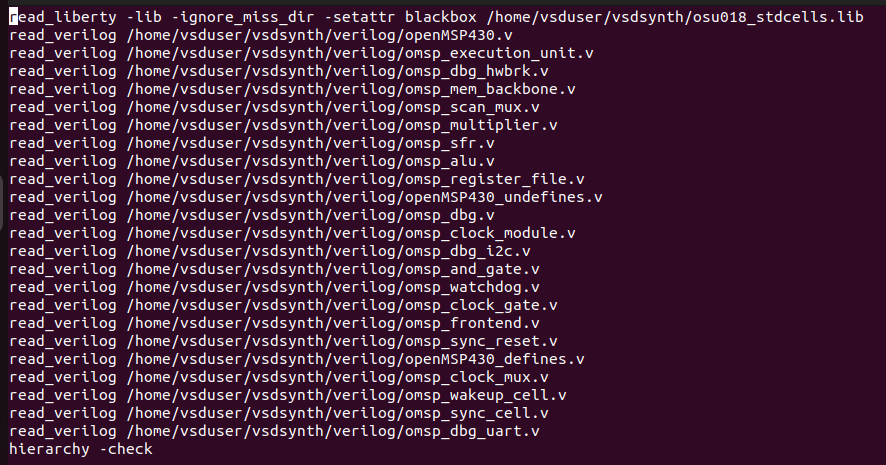 read_liberty -lib -ignore_miss_dir -setattr blackbox /home/vsduser/vsdsynth/osu018_stdcells.lib
read_verilog /home/vsduser/vsdsynth/verilog/openMSP430.v
read_verilog /home/vsduser/vsdsynth/verilog/omsp_execution_unit.v
read_verilog /home/vsduser/vsdsynth/verilog/omsp_dbg_hwbrk.v
read_verilog /home/vsduser/vsdsynth/verilog/omsp_mem_backbone.v
read_verilog /home/vsduser/vsdsynth/verilog/omsp_scan_mux.v
read_verilog /home/vsduser/vsdsynth/verilog/omsp_multiplier.v
read_verilog /home/vsduser/vsdsynth/verilog/omsp_sfr.v
read_verilog /home/vsduser/vsdsynth/verilog/omsp_alu.v
read_verilog /home/vsduser/vsdsynth/verilog/omsp_register_file.v
read_verilog /home/vsduser/vsdsynth/verilog/openMSP430_undefines.v
read_verilog /home/vsduser/vsdsynth/verilog/omsp_dbg.v
read_verilog /home/vsduser/vsdsynth/verilog/omsp_clock_module.v
read_verilog /home/vsduser/vsdsynth/verilog/omsp_dbg_i2c.v
read_verilog /home/vsduser/vsdsynth/verilog/omsp_and_gate.v
read_verilog /home/vsduser/vsdsynth/verilog/omsp_watchdog.v
read_verilog /home/vsduser/vsdsynth/verilog/omsp_clock_gate.v
read_verilog /home/vsduser/vsdsynth/verilog/omsp_frontend.v
read_verilog /home/vsduser/vsdsynth/verilog/omsp_sync_reset.v
read_verilog /home/vsduser/vsdsynth/verilog/openMSP430_defines.v
read_verilog /home/vsduser/vsdsynth/verilog/omsp_clock_mux.v
read_verilog /home/vsduser/vsdsynth/verilog/omsp_wakeup_cell.v
read_verilog /home/vsduser/vsdsynth/verilog/omsp_sync_cell.v
read_verilog /home/vsduser/vsdsynth/verilog/omsp_dbg_uart.v
hierarchy -check